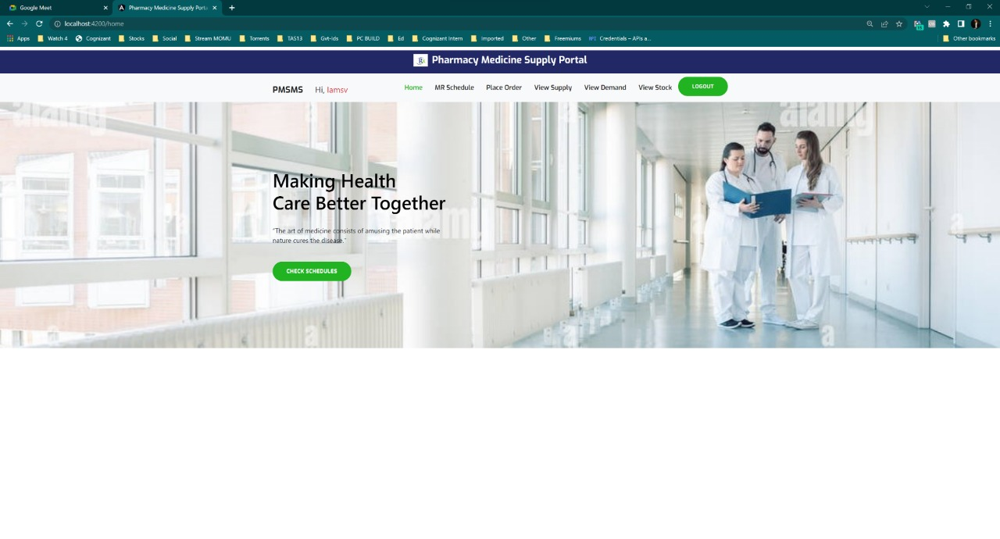 Google Meet
Pharmacy Medicine Supply Porta
localhost:4200/home
Apps Watch 4 Cognizant Stocks Social Stream MOMU Torrents TAS13 Gvt-Ids PC BUILD Ed Cognizant Intern Imported Other Freemiums API Credentials – APIs a... Other bookmarks
Pharmacy Medicine Supply Portal
PMSMS Hi, Iamsv Home MR Schedule Place Order View Supply View Demand View Stock LOGOUT
alamy alamy
Making Health
Care Better Together
"The art of medicine consists of amusing the patient while
nature cures the disease."
CHECK SCHEDULES